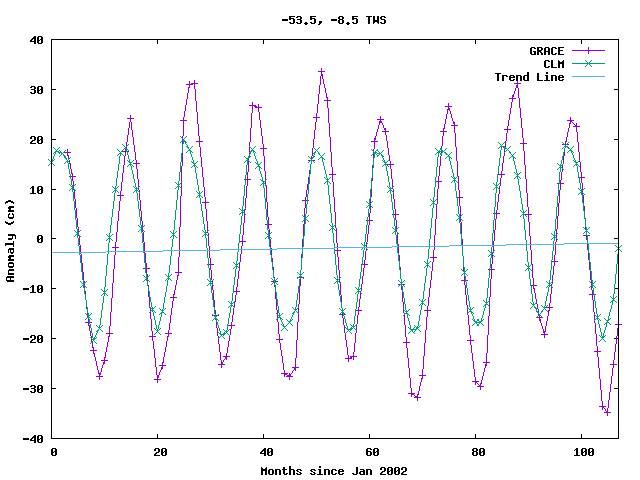 -53.5, -8.5 TWS
GRACE
CLM
Trend Line
40
30
20
10
0
-10
-20
-30
-40
Anomaly (cm)
0 20 40 60 80 100
Months since Jan 2002